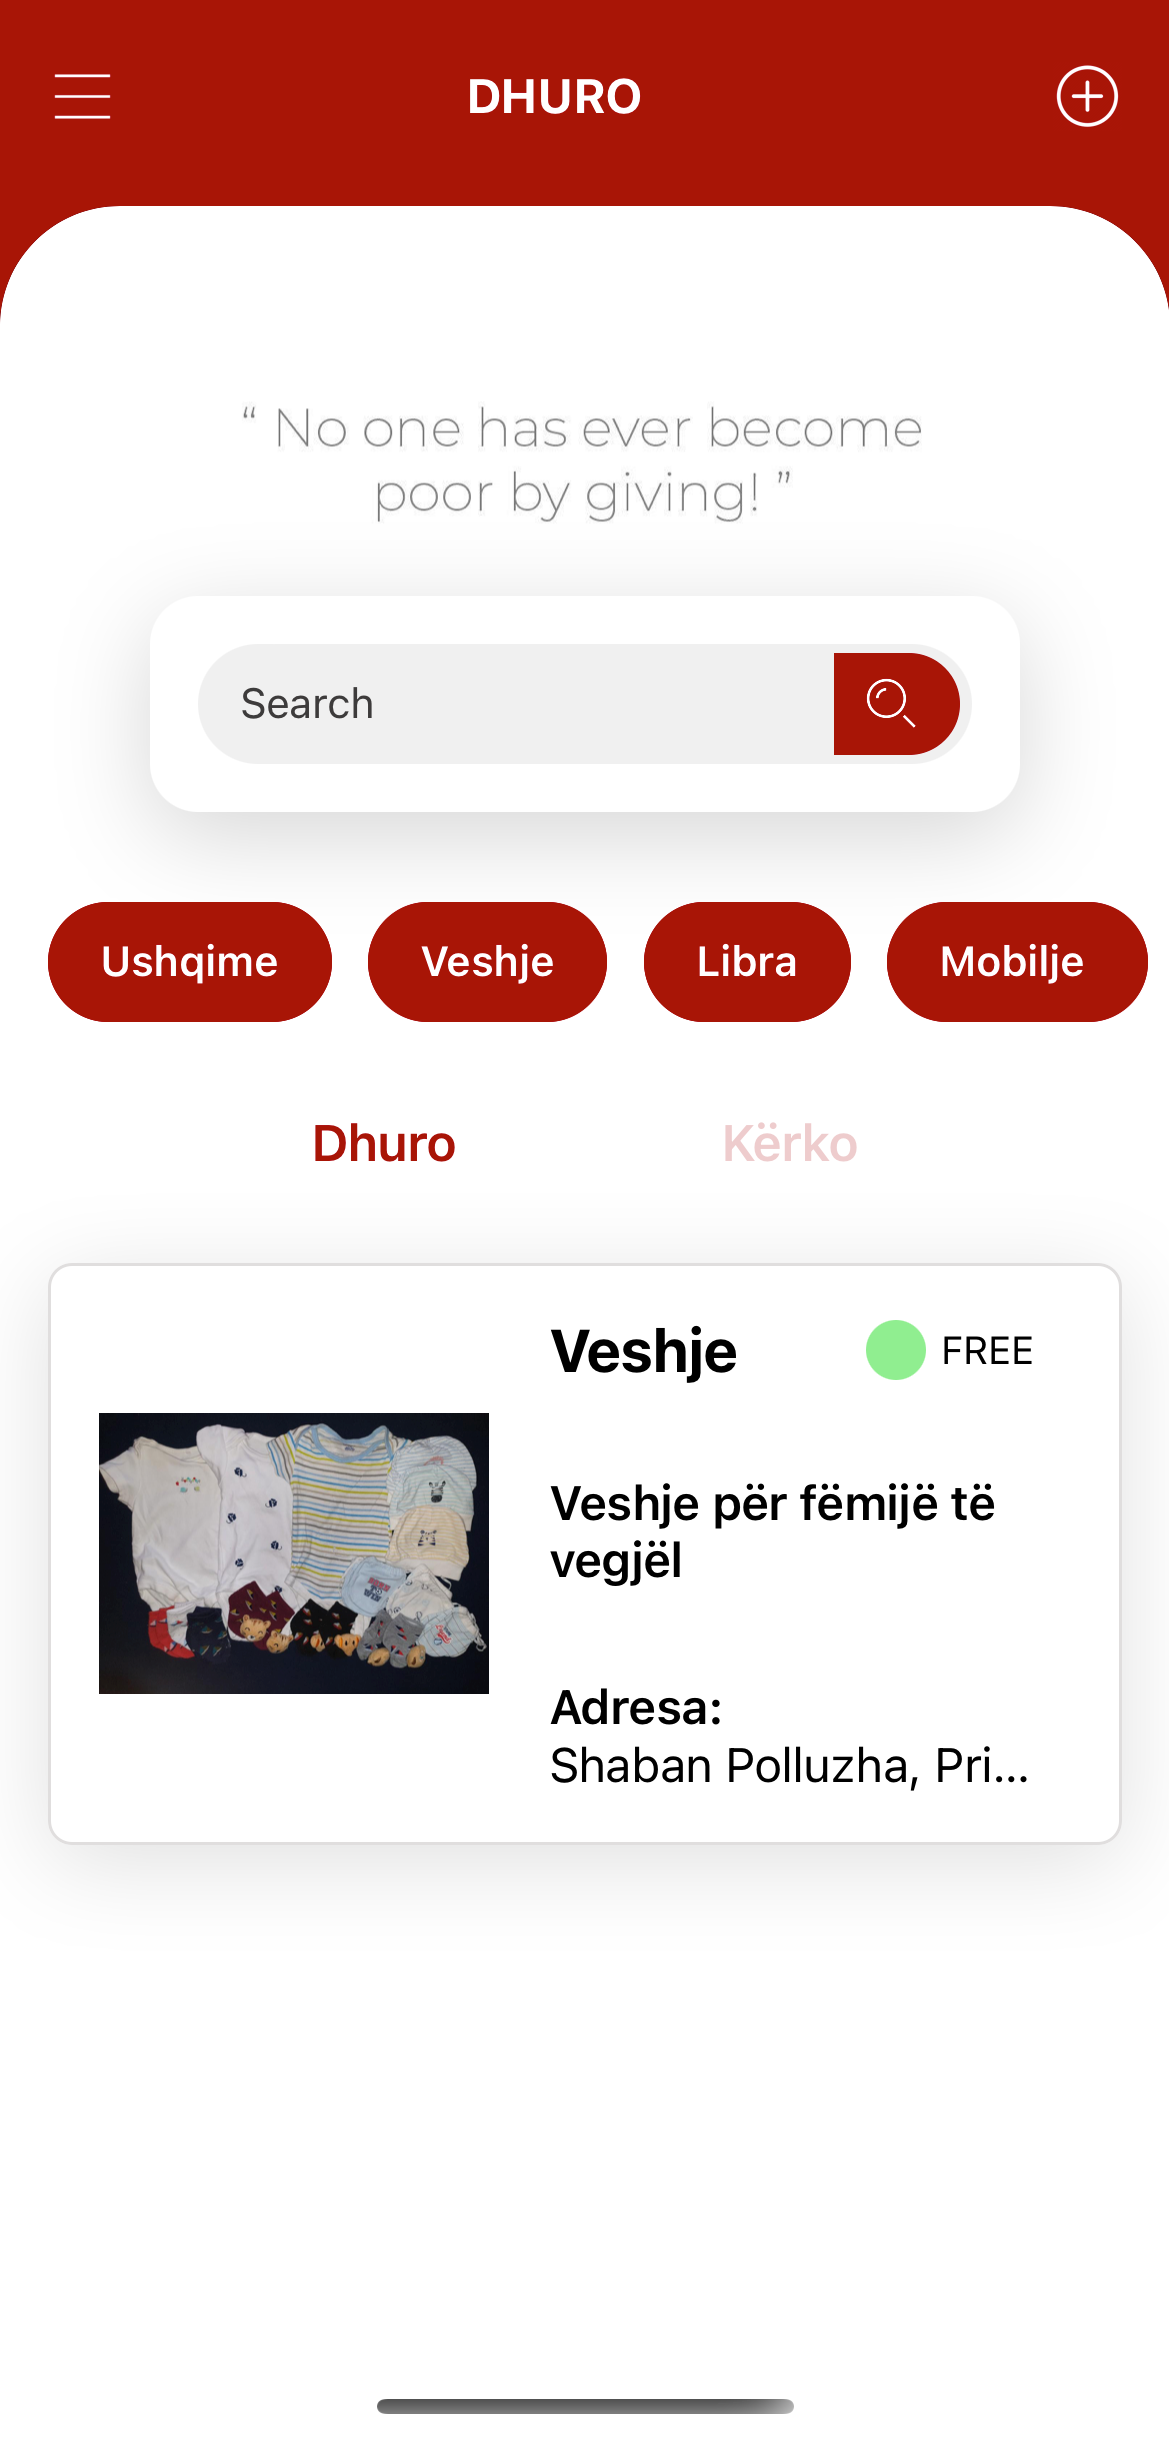 DHURO
“ No one has ever become
poor by giving! ”
Search
Ushqime Veshje Libra Mobilje
Dhuro Kërko
Veshje FREE
Veshje për fëmijë të
vegjël
Adresa:
Shaban Polluzha, Pri...